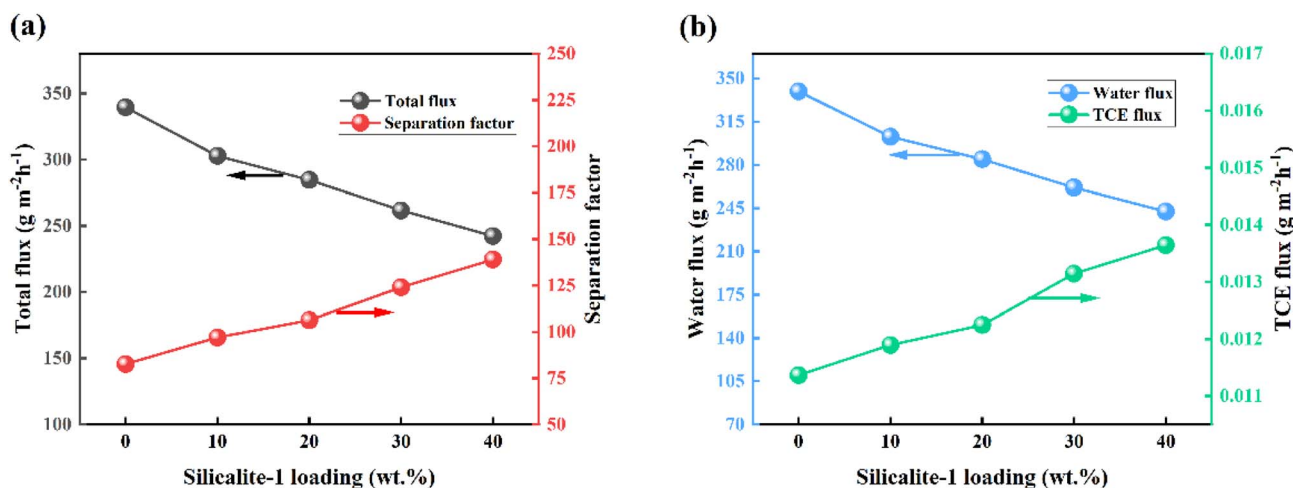 (a)
Total flux (g m⁻²h⁻¹)
350
300
250
200
150
100
Total flux
Separation factor
250
225
200
175
150
125
100
75
50
Separation factor
0 10 20 30 40
Silicalite-1 loading (wt.%)
(b)
Water flux (g m⁻²h⁻¹)
350
315
280
245
210
175
140
105
70
Water flux
TCE flux
0.017
0.016
0.015
0.014
0.013
0.012
0.011
TCE flux (g m⁻²h⁻¹)
0 10 20 30 40
Silicalite-1 loading (wt.%)